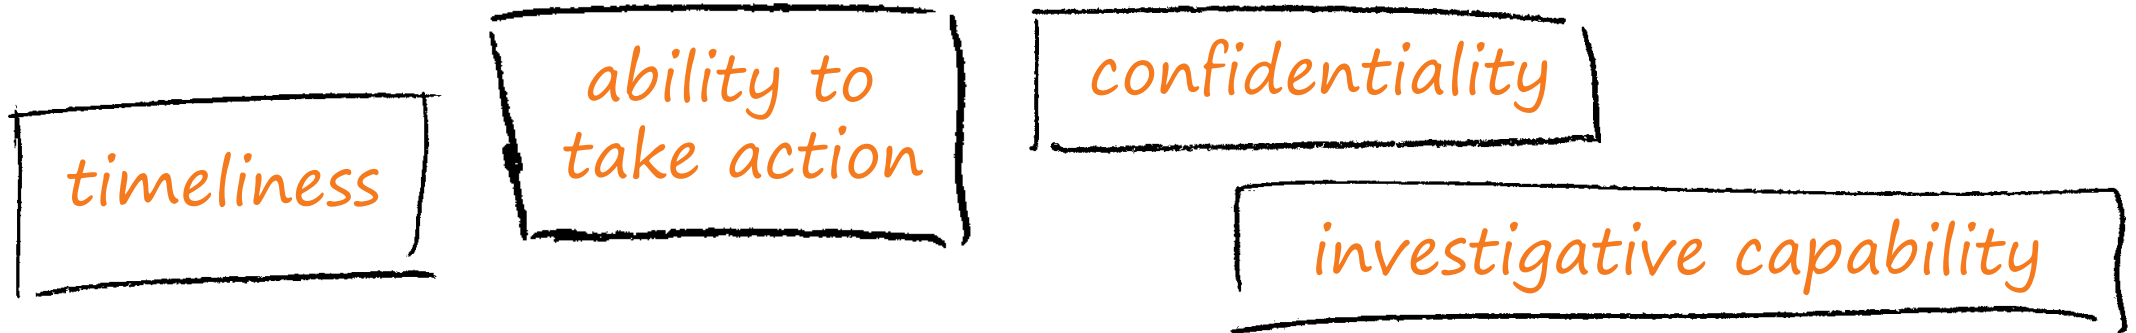 timeliness
ability to
take action
confidentiality
investigative capability